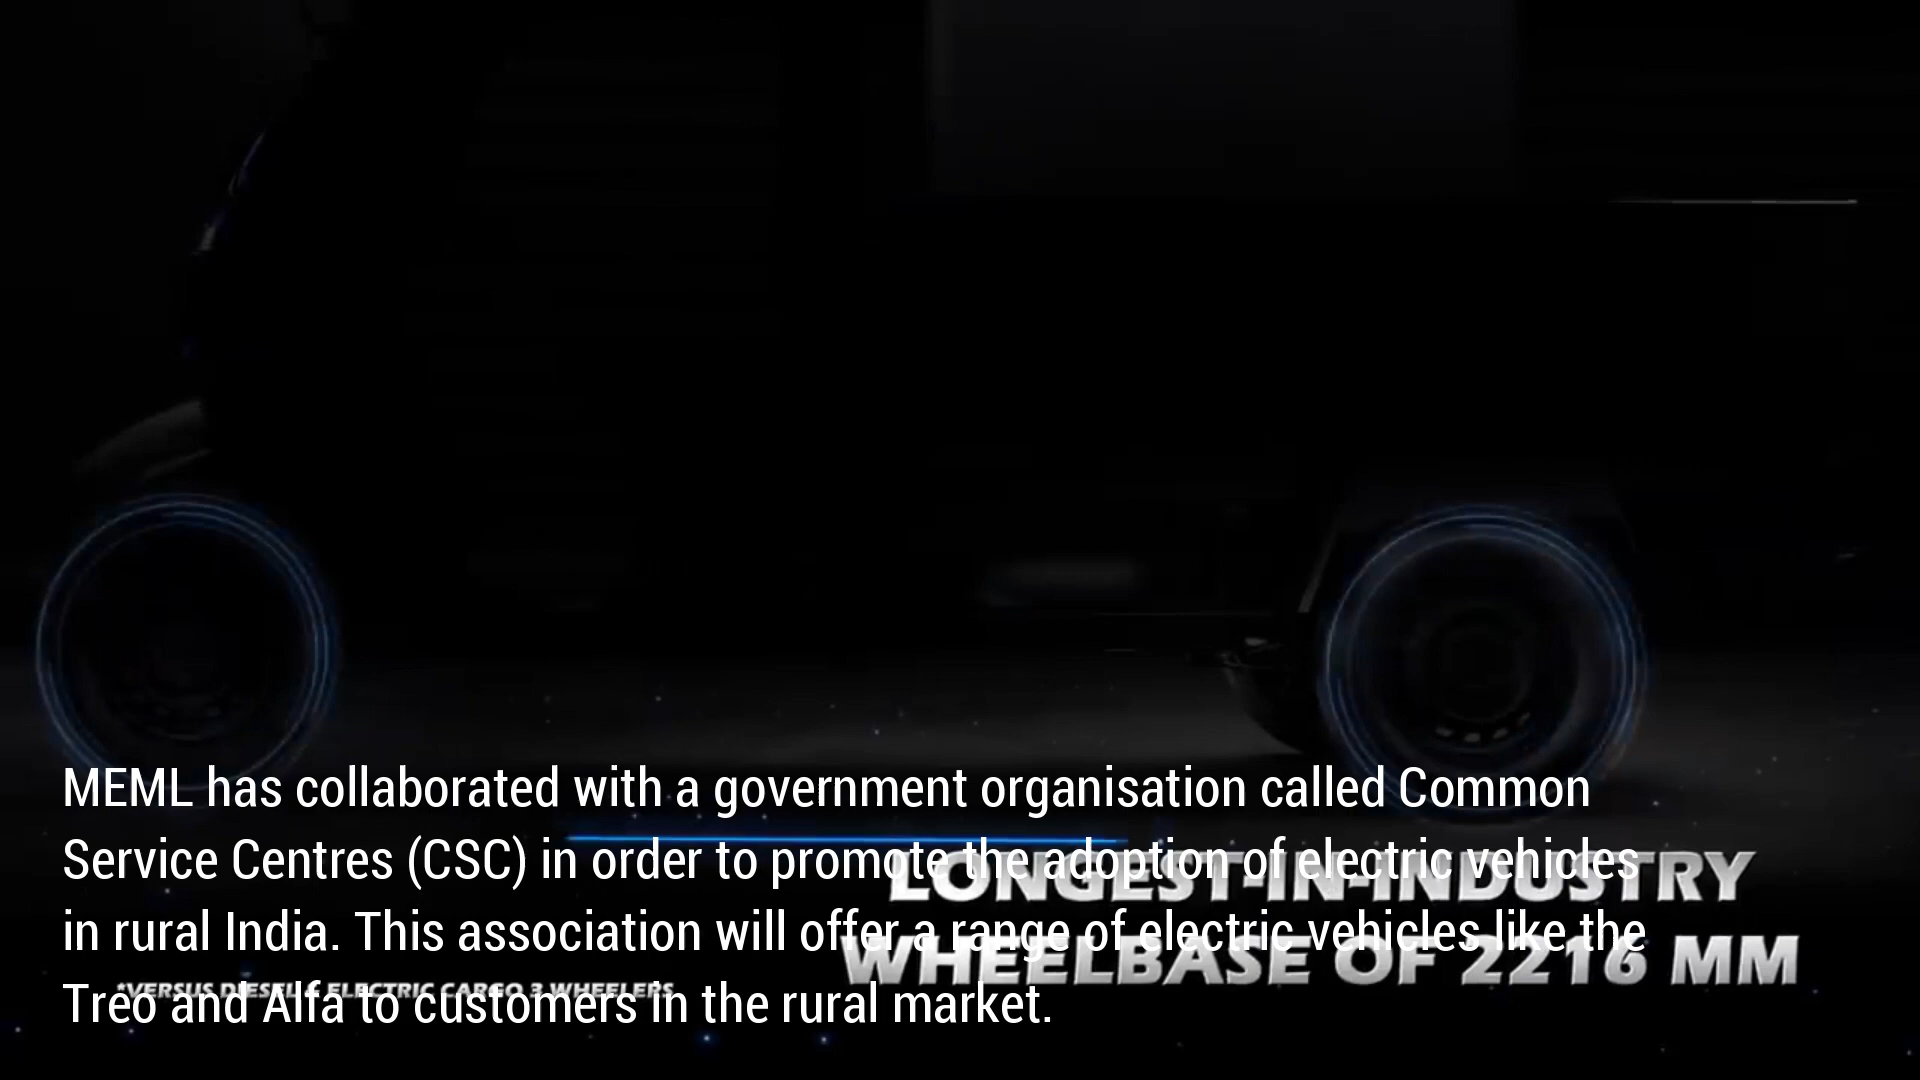 MEML has collaborated with a government organisation called Common
Service Centres (CSC) in order to promote the adoption of electric vehicles
in rural India. This association will offer a range of electric vehicles like the
Treo and Alfa to customers in the rural market.
LONGEST-IN-INDUSTRY
WHEELBASE OF 2216 MM
*VERSUS DIESEL & ELECTRIC CARGO 3 WHEELERS